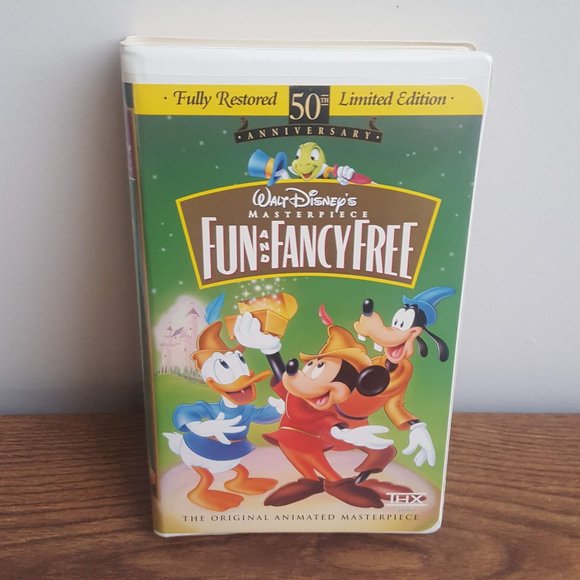 · Fully Restored 50TH Limited Edition ·
· ANNIVERSARY ·
WALT DISNEY'S
MASTERPIECE
FUN AND FANCY FREE
THX
THE ORIGINAL ANIMATED MASTERPIECE